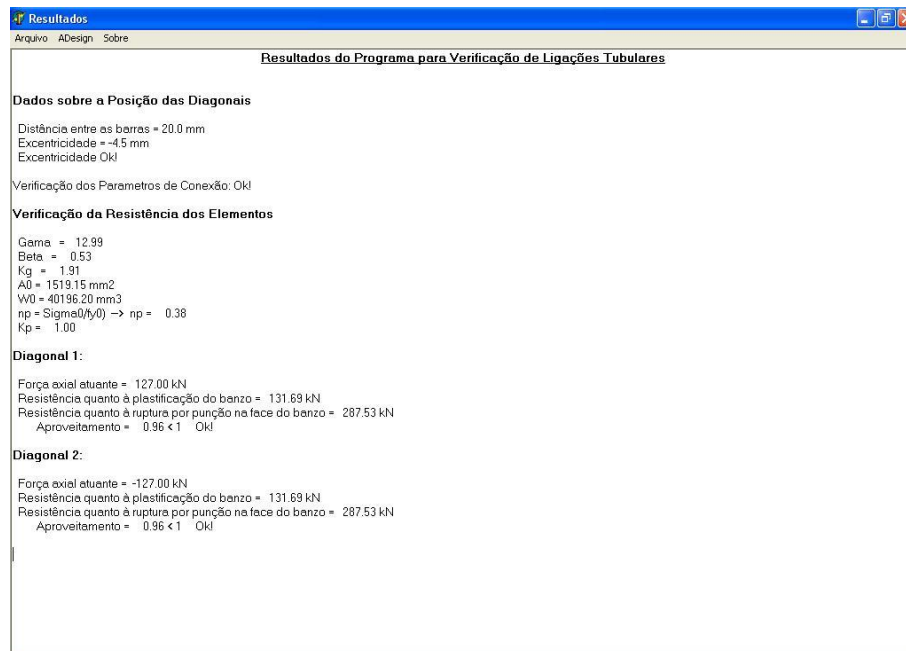 Resultados
Arquivo ADesign Sobre
Resultados do Programa para Verificação de Ligações Tubulares
Dados sobre a Posição das Diagonais
Distância entre as barras = 20.0 mm
Excentricidade = -4.5 mm
Excentricidade Ok!
Verificação dos Parametros de Conexão: Ok!
Verificação da Resistência dos Elementos
Gama = 12.99
Beta = 0.53
Kg = 1.91
A0 = 1519.15 mm2
W0 = 40196.20 mm3
np = Sigma0/fy0) --> np = 0.38
Kp = 1.00
Diagonal 1:
Força axial atuante = 127.00 kN
Resistência quanto à plastificação do banzo = 131.69 kN
Resistência quanto à ruptura por punção na face do banzo = 287.53 kN
Aproveitamento = 0.96 < 1 Ok!
Diagonal 2:
Força axial atuante = -127.00 kN
Resistência quanto à plastificação do banzo = 131.69 kN
Resistência quanto à ruptura por punção na face do banzo = 287.53 kN
Aproveitamento = 0.96 < 1 Ok!